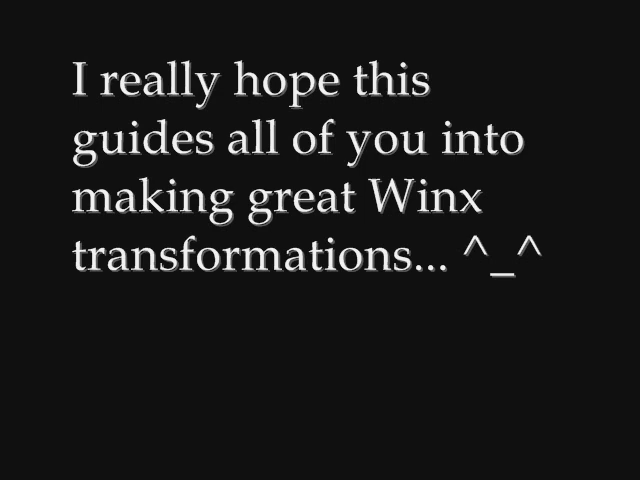 I really hope this
guides all of you into
making great Winx
transformations... ^_^